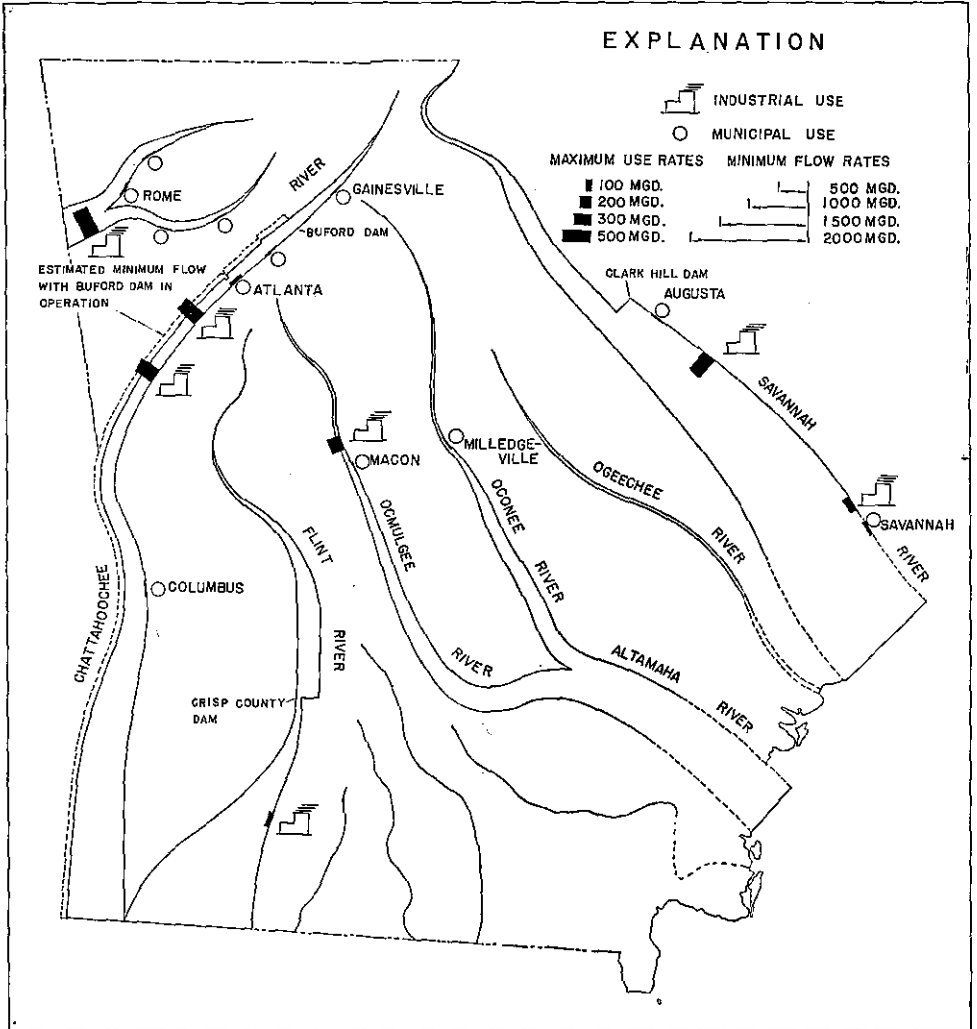 EXPLANATION
INDUSTRIAL USE
MUNICIPAL USE
MAXIMUM USE RATES
100 MGD.
200 MGD.
300 MGD.
500 MGD.
MINIMUM FLOW RATES
500 MGD.
1000 MGD.
1500 MGD.
2000 MGD.
ROME
RIVER
GAINESVILLE
BUFORD DAM
ESTIMATED MINIMUM FLOW
WITH BUFORD DAM IN
OPERATION
ATLANTA
CLARK HILL DAM
AUGUSTA
SAVANNAH
RIVER
SAVANNAH
MACON
MILLEDGE-
VILLE
OGEECHEE
RIVER
OCONEE
RIVER
OCMULGEE
RIVER
FLINT
RIVER
COLUMBUS
CHATTAHOOCHEE
ALTAMAHA
RIVER
CRISP COUNTY
DAM